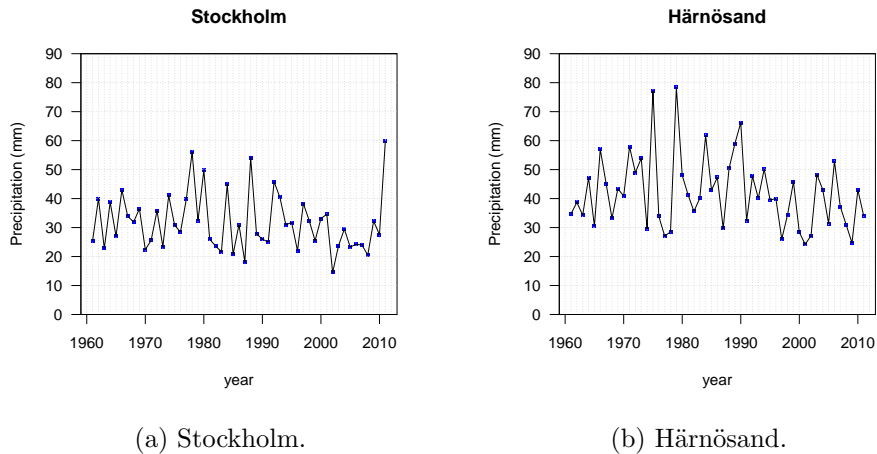 Stockholm
90
80
70
60
50
40
30
20
10
0
Precipitation (mm)
1960 1970 1980 1990 2000 2010
year
(a) Stockholm.
Härnösand
90
80
70
60
50
40
30
20
10
0
Precipitation (mm)
1960 1970 1980 1990 2000 2010
year
(b) Härnösand.